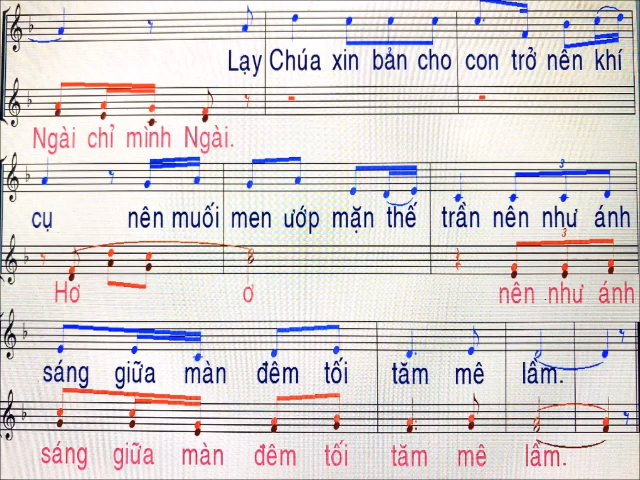 Lạy Chúa xin bản cho con trở nên khí
Ngài chỉ mình Ngài.
cụ nên muối men ướp mặn thế trần nên như ánh
Hơ ơ nên như ánh
sáng giữa màn đêm tối tăm mê lầm.
sáng giữa màn đêm tối tăm mê lầm.